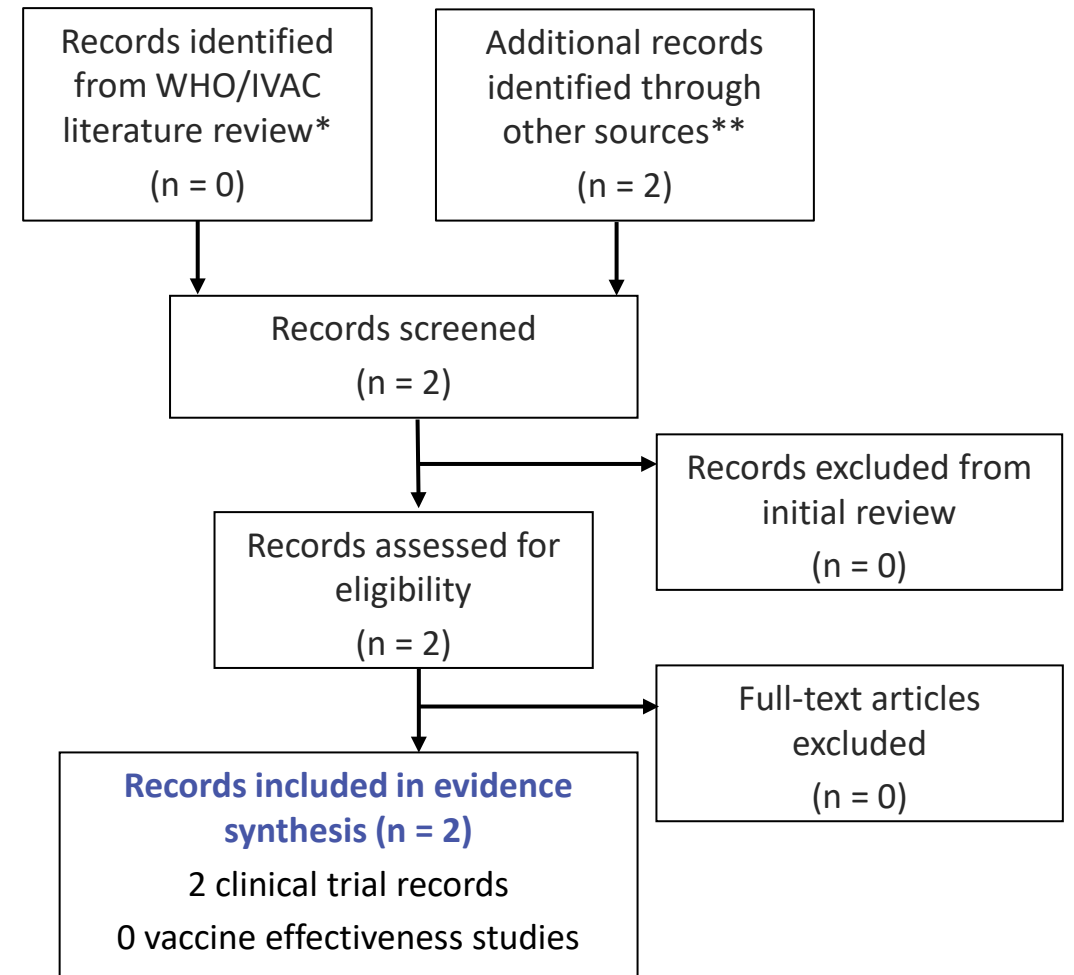 Records identified
from WHO/IVAC
literature review*
(n = 0)
Additional records
identified through
other sources**
(n = 2)
Records screened
(n = 2)
Records excluded from
initial review
(n = 0)
Records assessed for
eligibility
(n = 2)
Full-text articles
excluded
(n = 0)
Records included in evidence
synthesis (n = 2)
2 clinical trial records
0 vaccine effectiveness studies